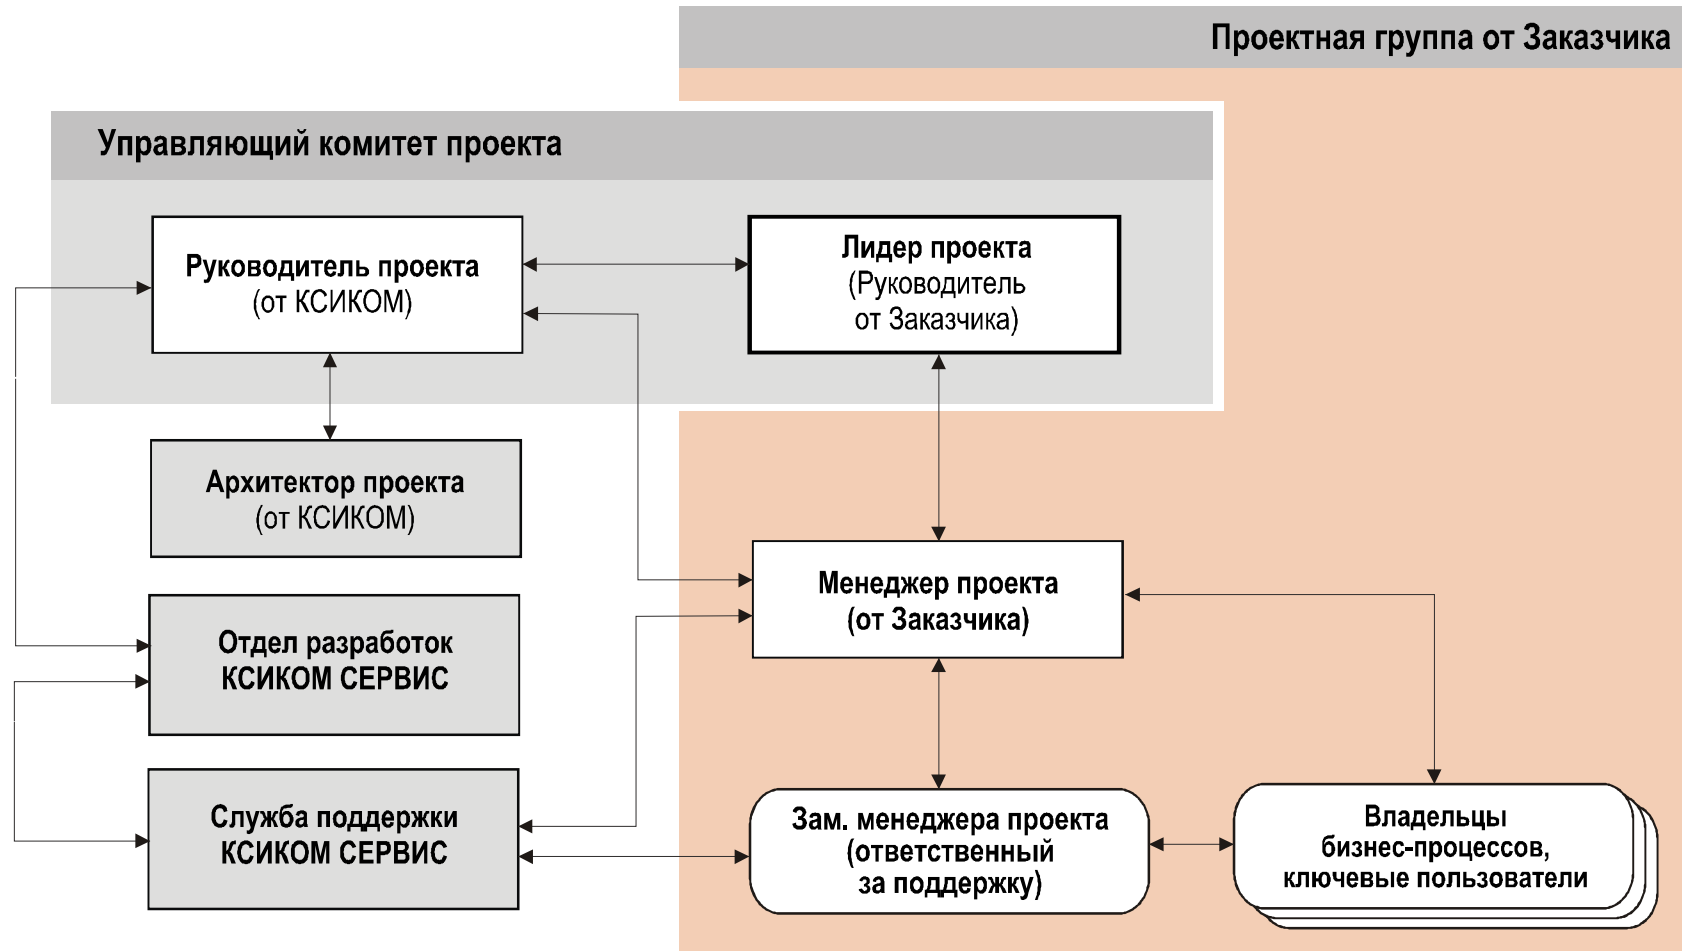 Проектная группа от Заказчика
Управляющий комитет проекта
Руководитель проекта
(от КСИКОМ)
Лидер проекта
(Руководитель
от Заказчика)
Архитектор проекта
(от КСИКОМ)
Менеджер проекта
(от Заказчика)
Отдел разработок
КСИКОМ СЕРВИС
Служба поддержки
КСИКОМ СЕРВИС
Зам. менеджера проекта
(ответственный
за поддержку)
Владельцы
бизнес-процессов,
ключевые пользователи